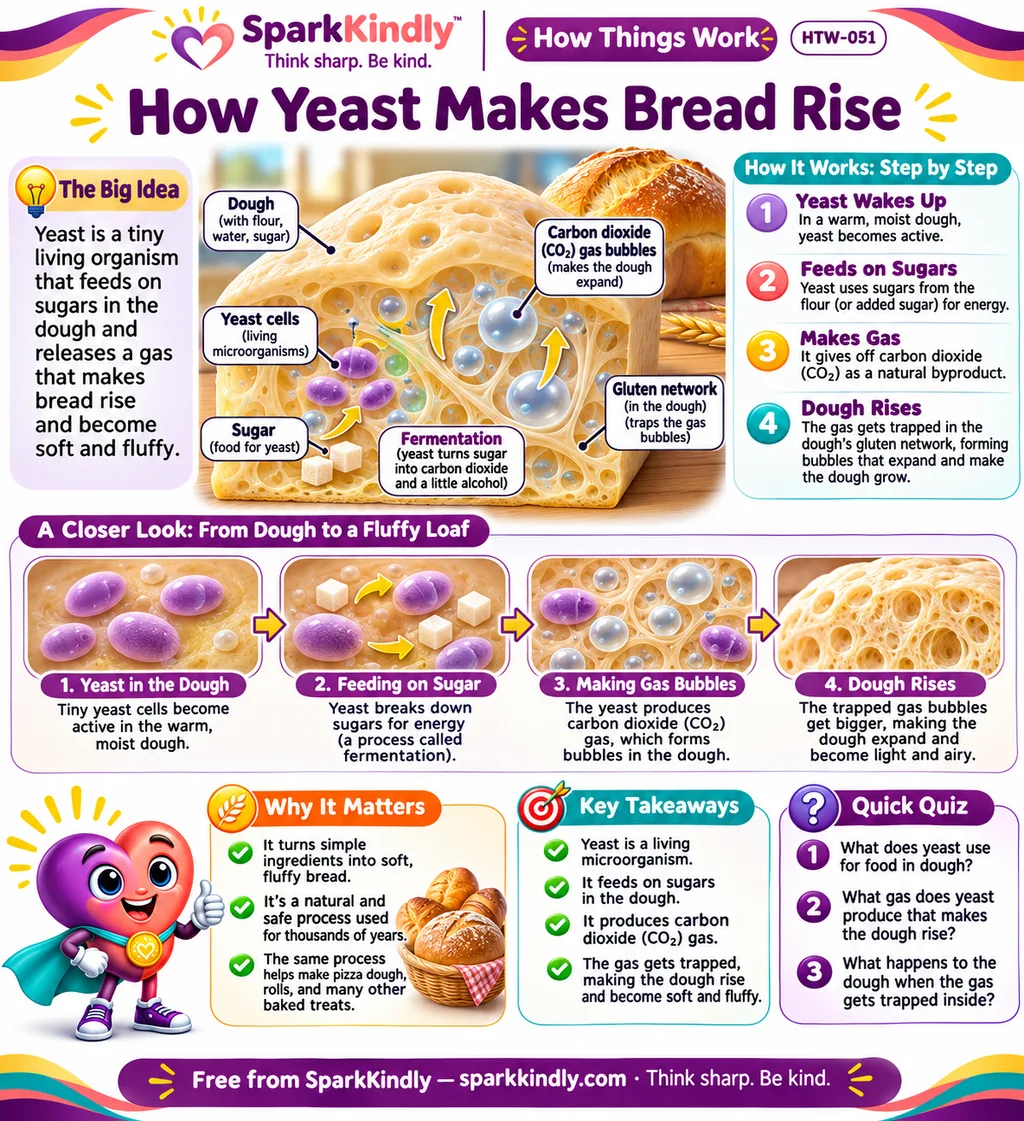 SparkKindly™
Think sharp. Be kind.
How Things Work
HTW-051
How Yeast Makes Bread Rise
The Big Idea
Yeast is a tiny
living organism
that feeds on
sugars in the
dough and
releases a gas
that makes
bread rise
and become
soft and fluffy.
Dough
(with flour,
water, sugar)
Carbon dioxide
(CO₂) gas bubbles
(makes the dough
expand)
Yeast cells
(living
microorganisms)
Gluten network
(in the dough)
(traps the gas
bubbles)
Sugar
(food for yeast)
Fermentation
(yeast turns sugar
into carbon dioxide
and a little alcohol)
How It Works: Step by Step
1
Yeast Wakes Up
In a warm, moist dough,
yeast becomes active.
2
Feeds on Sugars
Yeast uses sugars from the
flour (or added sugar) for energy.
3
Makes Gas
It gives off carbon dioxide
(CO₂) as a natural byproduct.
4
Dough Rises
The gas gets trapped in the
dough's gluten network, forming
bubbles that expand and make
the dough grow.
A Closer Look: From Dough to a Fluffy Loaf
1. Yeast in the Dough
Tiny yeast cells become
active in the warm,
moist dough.
2. Feeding on Sugar
Yeast breaks down
sugars for energy
(a process called
fermentation).
3. Making Gas Bubbles
The yeast produces
carbon dioxide (CO₂)
gas, which forms
bubbles in the dough.
4. Dough Rises
The trapped gas bubbles
get bigger, making the
dough expand and
become light and airy.
Why It Matters
It turns simple
ingredients into soft,
fluffy bread.
It's a natural and
safe process used
for thousands of years.
The same process
helps make pizza dough,
rolls, and many other
baked treats.
Key Takeaways
Yeast is a living
microorganism.
It feeds on sugars
in the dough.
It produces carbon
dioxide (CO₂) gas.
The gas gets trapped,
making the dough rise
and become soft and fluffy.
?
Quick Quiz
1
What does yeast use
for food in dough?
2
What gas does yeast
produce that makes
the dough rise?
3
What happens to the
dough when the gas
gets trapped inside?
Free from SparkKindly — sparkkindly.com · Think sharp. Be kind.